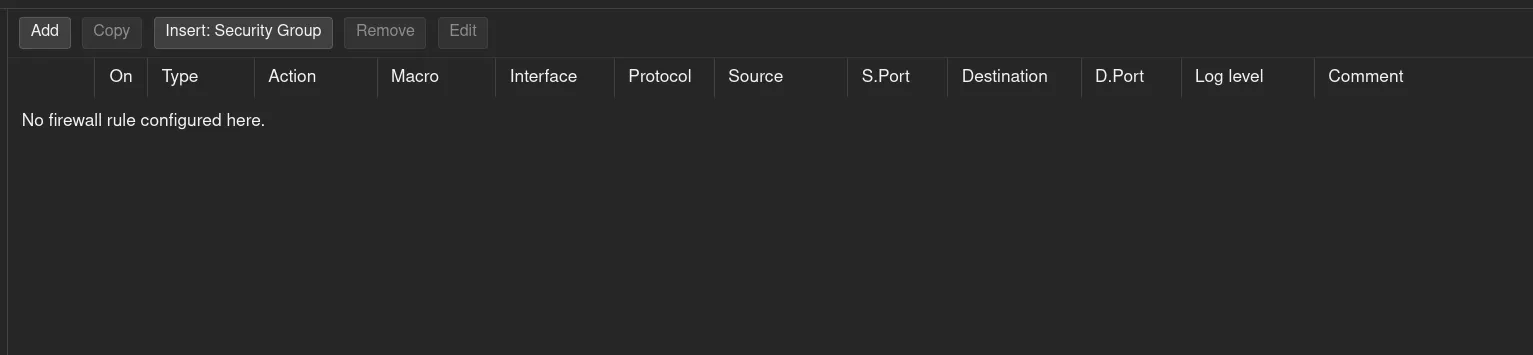 Add Copy Insert: Security Group Remove Edit
On Type Action Macro Interface Protocol Source S.Port Destination D.Port Log level Comment
No firewall rule configured here.